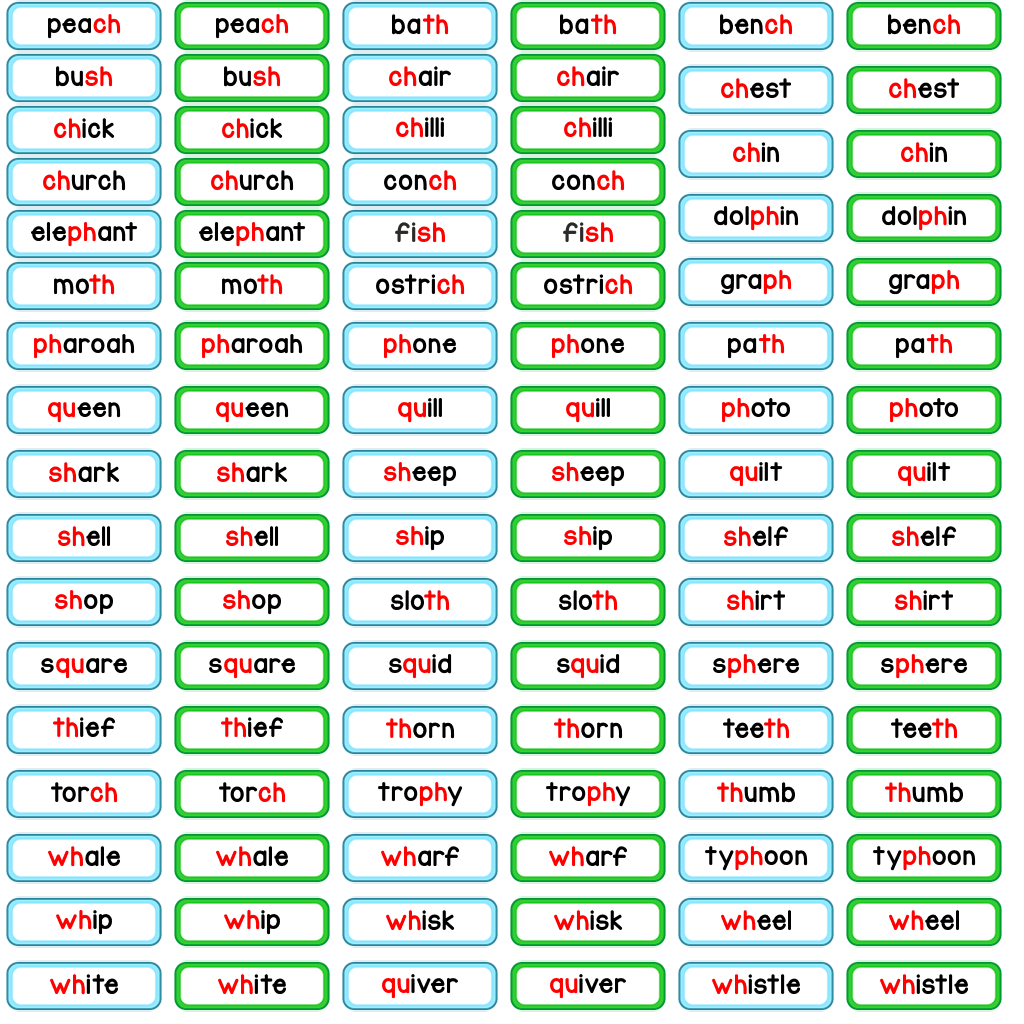 peach peach bath bath bench bench
bush bush chair chair chest chest
chick chick chilli chilli chin chin
church church conch conch dolphin dolphin
elephant elephant fish fish graph graph
moth moth ostrich ostrich path path
pharoah pharoah phone phone photo photo
queen queen quill quill quilt quilt
shark shark sheep sheep shelf shelf
shell shell ship ship shirt shirt
shop shop sloth sloth sphere sphere
square square squid squid teeth teeth
thief thief thorn thorn thumb thumb
torch torch trophy trophy typhoon typhoon
whale whale wharf wharf wheel wheel
whip whip whisk whisk whistle whistle
white white quiver quiver